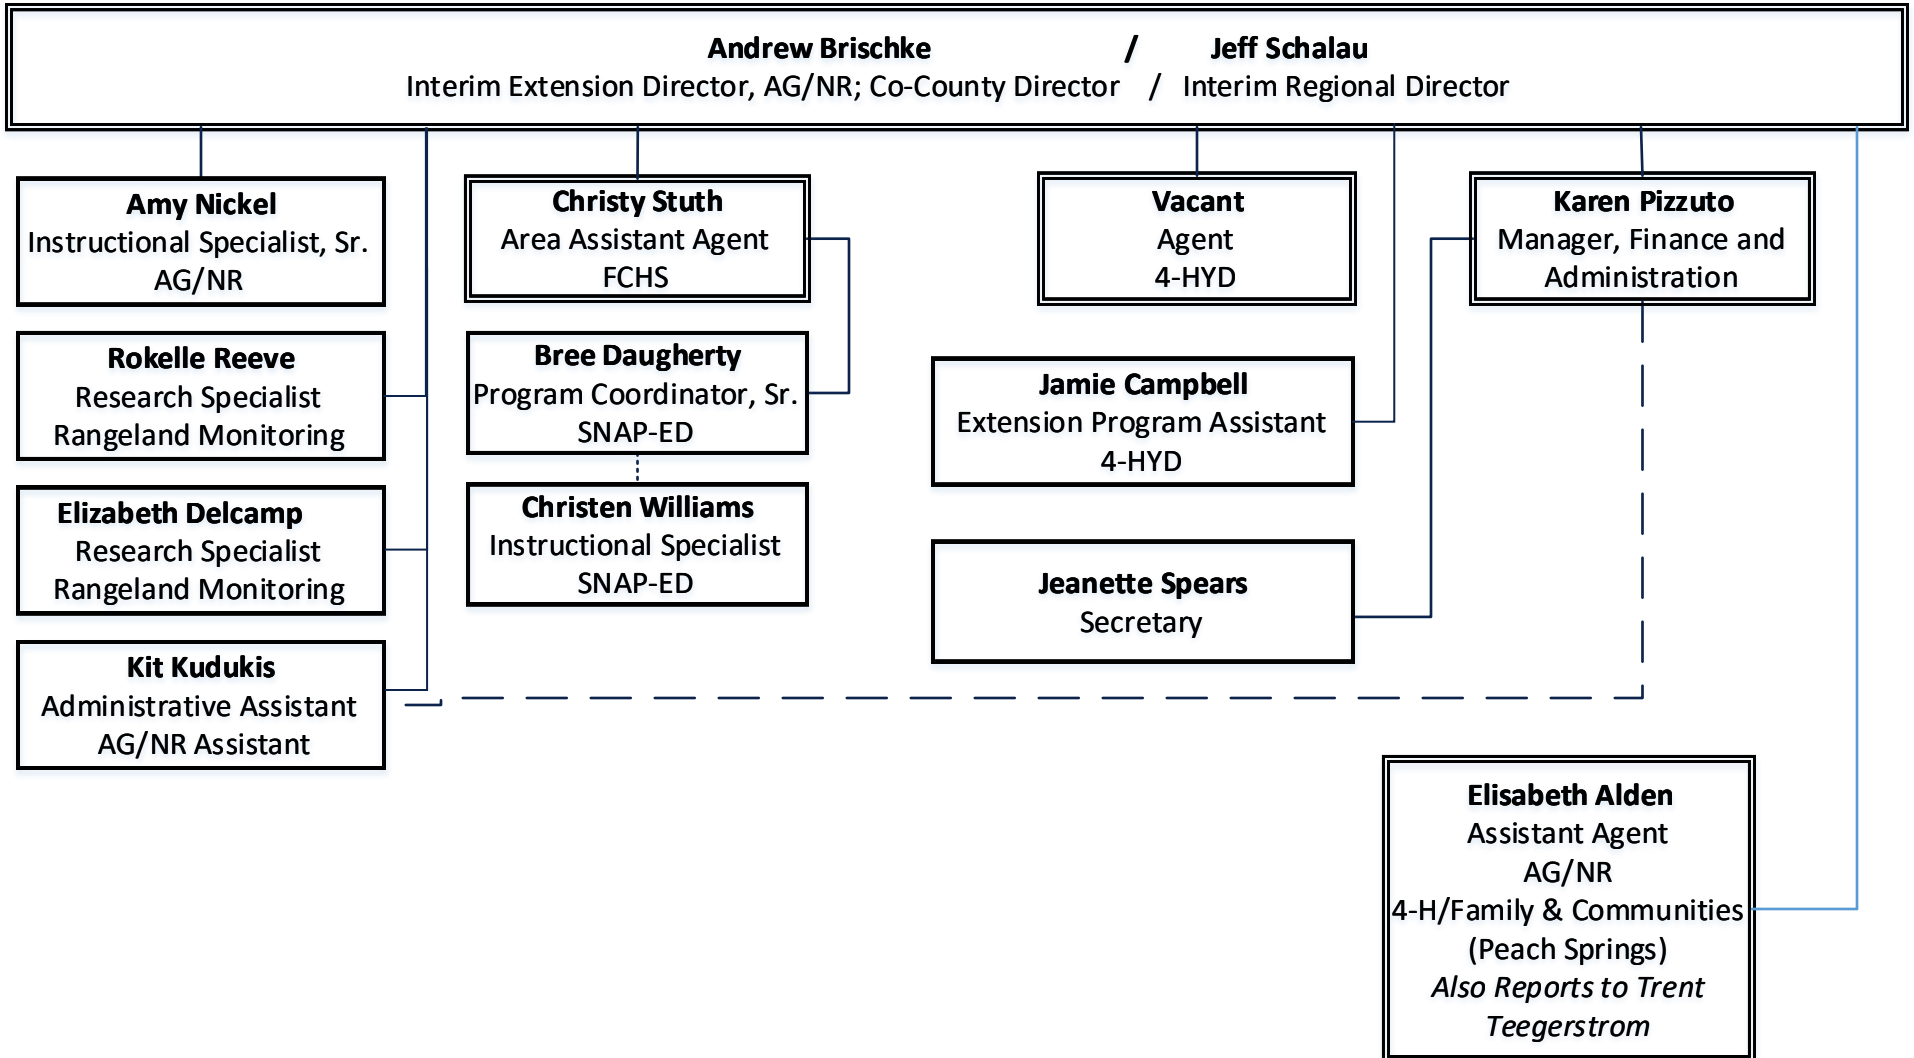 Andrew Brischke / Jeff Schalau
Interim Extension Director, AG/NR; Co-County Director / Interim Regional Director
Amy Nickel
Instructional Specialist, Sr.
AG/NR
Rokelle Reeve
Research Specialist
Rangeland Monitoring
Elizabeth Delcamp
Research Specialist
Rangeland Monitoring
Kit Kudukis
Administrative Assistant
AG/NR Assistant
Christy Stuth
Area Assistant Agent
FCHS
Bree Daugherty
Program Coordinator, Sr.
SNAP-ED
Christen Williams
Instructional Specialist
SNAP-ED
Vacant
Agent
4-HYD
Jamie Campbell
Extension Program Assistant
4-HYD
Jeanette Spears
Secretary
Karen Pizzuto
Manager, Finance and
Administration
Elisabeth Alden
Assistant Agent
AG/NR
4-H/Family & Communities
(Peach Springs)
Also Reports to Trent
Teegerstrom